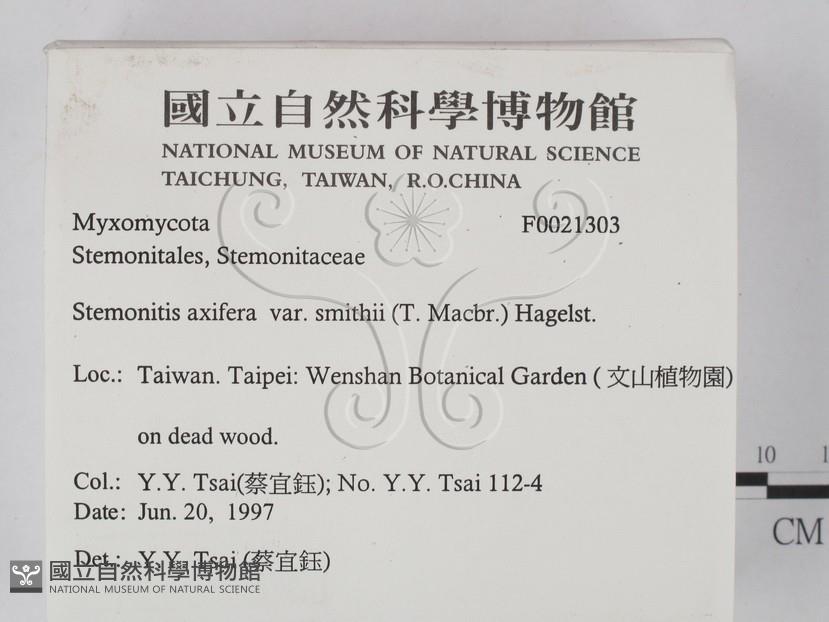 國立自然科學博物館
NATIONAL MUSEUM OF NATURAL SCIENCE
TAICHUNG, TAIWAN, R.O.CHINA
Myxomycota F0021303
Stemonitales, Stemonitaceae
Stemonitis axifera var. smithii (T. Macbr.) Hagelst.
Loc.: Taiwan. Taipei: Wenshan Botanical Garden ( 文山植物園)
on dead wood.
Col.: Y.Y. Tsai(蔡宜鈺); No. Y.Y. Tsai 112-4
Date: Jun. 20, 1997
Det.: Y.Y. Tsai (蔡宜鈺)
10 1
CM
國立自然科學博物館
NATIONAL MUSEUM OF NATURAL SCIENCE